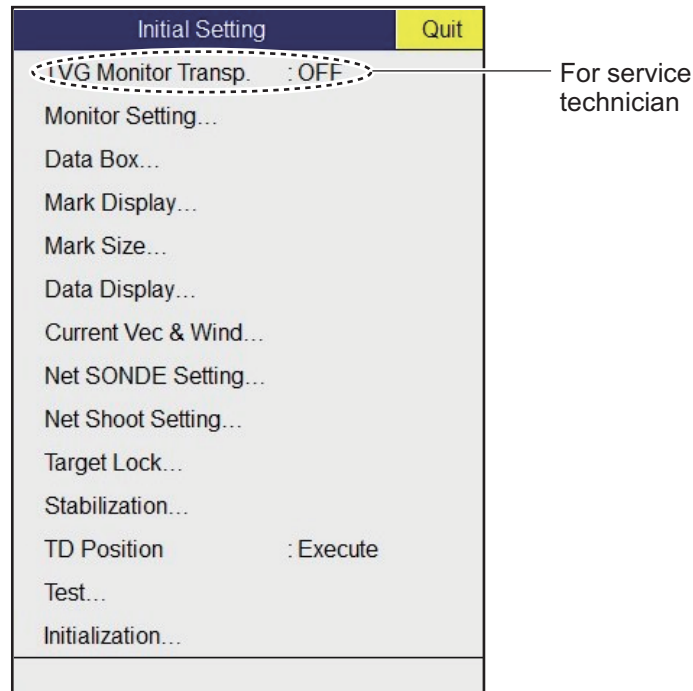 Initial Setting Quit
TVG Monitor Transp. : OFF
For service
technician
Monitor Setting...
Data Box...
Mark Display...
Mark Size...
Data Display...
Current Vec & Wind...
Net SONDE Setting...
Net Shoot Setting...
Target Lock...
Stabilization...
TD Position : Execute
Test...
Initialization...